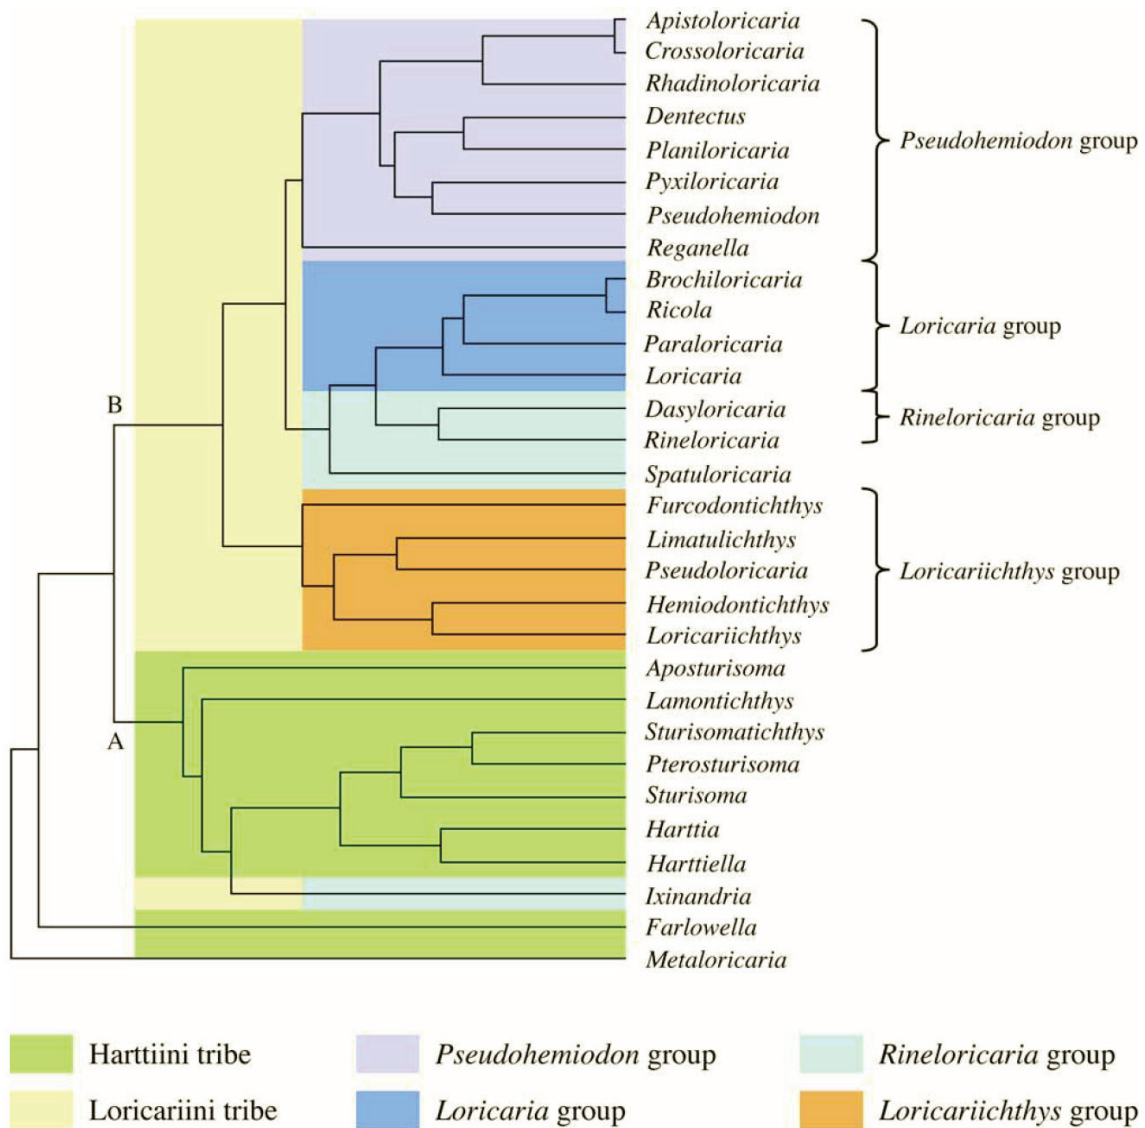 Apistoloricaria
Crossoloricaria
Rhadinoloricaria
Dentectus
Planiloricaria
Pyxiloricaria
Pseudohemiodon
Reganella
Brochiloricaria
Ricola
Paraloricaria
Loricaria
Dasyloricaria
Rineloricaria
Spatuloricaria
Furcodontichthys
Limatulichthys
Pseudoloricaria
Hemiodontichthys
Loricariichthys
Aposturisoma
Lamontichthys
Sturisomatichthys
Pterosturisoma
Sturisoma
Harttia
Harttiella
Ixinandria
Farlowella
Metaloricaria
Pseudohemiodon group
Loricaria group
Rineloricaria group
Loricariichthys group
B
A
Harttiini tribe
Pseudohemiodon group
Rineloricaria group
Loricariini tribe
Loricaria group
Loricariichthys group